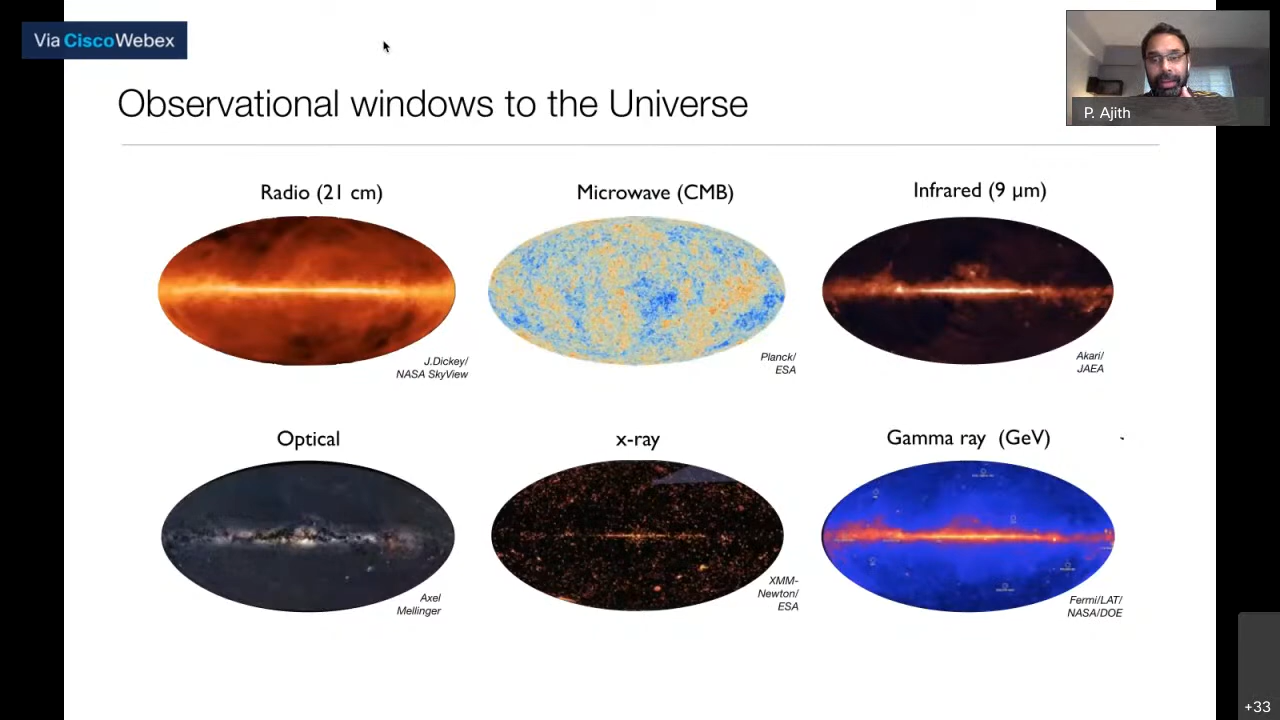 Via CiscoWebex
P. Ajith
Observational windows to the Universe
Radio (21 cm)
Microwave (CMB)
Infrared (9 µm)
J.Dickey/
NASA SkyView
Planck/
ESA
Akari/
JAEA
Optical
x-ray
Gamma ray (GeV)
Axel
Mellinger
XMM-
Newton/
ESA
Fermi/LAT/
NASA/DOE
+33